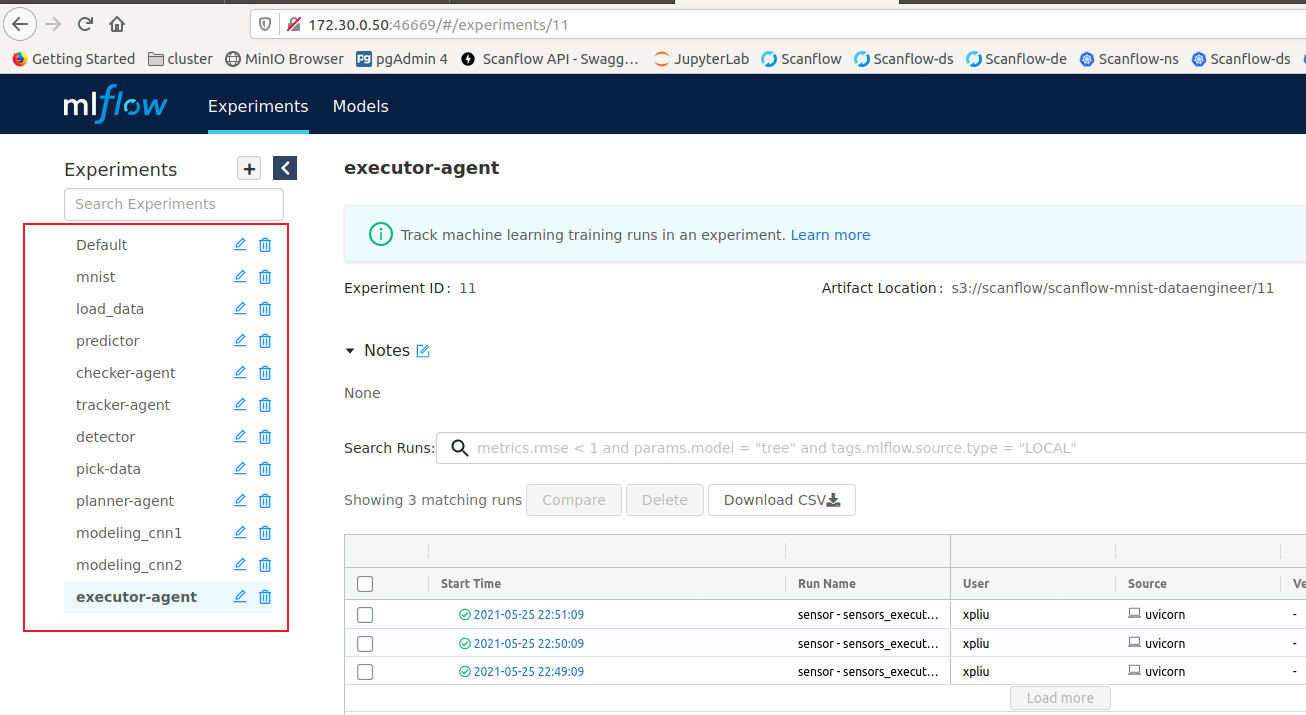 172.30.0.50:46669/#/experiments/11
Getting Started cluster MinIO Browser pgAdmin 4 Scanflow API - Swagg… JupyterLab Scanflow Scanflow-ds Scanflow-de Scanflow-ns Scanflow-ds
mlflow Experiments Models
Experiments
Search Experiments
Default
mnist
load_data
predictor
checker-agent
tracker-agent
detector
pick-data
planner-agent
modeling_cnn1
modeling_cnn2
executor-agent
executor-agent
Track machine learning training runs in an experiment. Learn more
Experiment ID: 11 Artifact Location: s3://scanflow/scanflow-mnist-dataengineer/11
Notes
None
Search Runs: metrics.rmse < 1 and params.model = "tree" and tags.mlflow.source.type = "LOCAL"
Showing 3 matching runs Compare Delete Download CSV
Start Time Run Name User Source Ve
2021-05-25 22:51:09 sensor - sensors_execut... xpliu uvicorn -
2021-05-25 22:50:09 sensor - sensors_execut... xpliu uvicorn -
2021-05-25 22:49:09 sensor - sensors_execut... xpliu uvicorn -
Load more